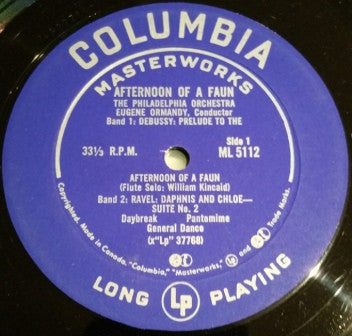 COLUMBIA
MASTERWORKS
AFTERNOON OF A FAUN
THE PHILADELPHIA ORCHESTRA
EUGENE ORMANDY, Conductor
Band 1: DEBUSSY: PRELUDE TO THE
33⅓ R.P.M.
Side 1
ML 5112
AFTERNOON OF A FAUN
(Flute Solo: William Kincaid)
Band 2: RAVEL: DAPHNIS AND CHLOE—
SUITE No. 2
Daybreak Pantomime
General Dance
(x"Lp" 37768)
Made in Canada. "Columbia," "Masterworks," Lp and Trade Marks.
LONG Lp PLAYING